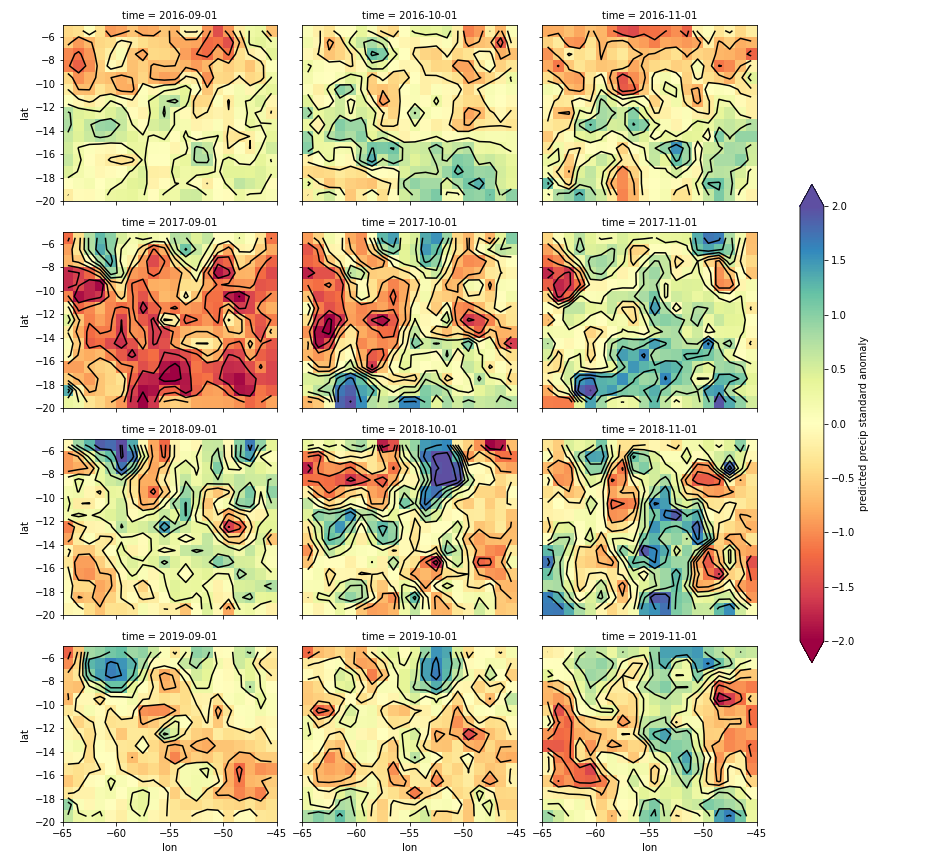 time = 2016-09-01
time = 2016-10-01
time = 2016-11-01
−6
−8
−10
−12
−14
−16
−18
−20
lat
time = 2017-09-01
time = 2017-10-01
time = 2017-11-01
−6
−8
−10
−12
−14
−16
−18
−20
lat
time = 2018-09-01
time = 2018-10-01
time = 2018-11-01
−6
−8
−10
−12
−14
−16
−18
−20
lat
time = 2019-09-01
time = 2019-10-01
time = 2019-11-01
−6
−8
−10
−12
−14
−16
−18
−20
lat
−65 −60 −55 −50 −45
lon
−65 −60 −55 −50 −45
lon
−65 −60 −55 −50 −45
lon
2.0
1.5
1.0
0.5
0.0
−0.5
−1.0
−1.5
−2.0
predicted precip standard anomaly